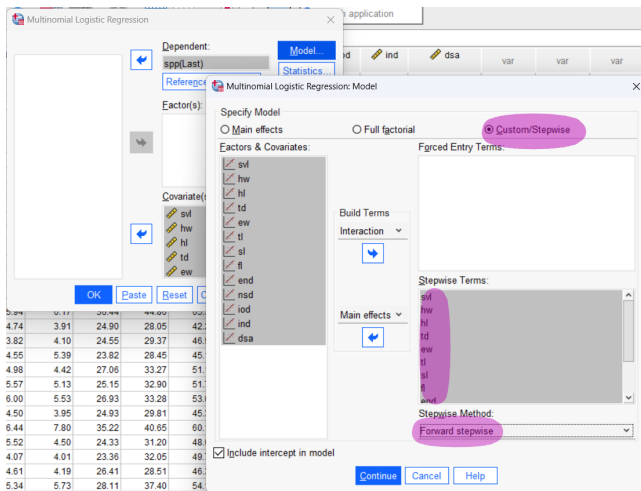 Multinomial Logistic Regression
n application
Dependent:
Model...
spp(Last)
Statistics...
od ind dsa var var var
Multinomial Logistic Regression: Model
Factor(s):
Specify Model
Main effects Full factorial Custom/Stepwise
Factors & Covariates: Forced Entry Terms:
svl
hw
hl
td
ew
tl
sl
fl
end
nsd
iod
ind
dsa
Covariate(s
svl
hw
hl
td
ew
Build Terms
Interaction
Main effects
Stepwise Terms:
svl
hw
hl
td
ew
tl
sl
fl
end
Stepwise Method:
Forward stepwise
OK Paste Reset C
Include intercept in model
Continue Cancel Help
4.74 3.91 24.90 28.05
3.82 4.10 24.55 29.37
4.55 5.39 23.82 28.45
4.98 4.42 27.06 33.27
5.57 5.13 25.15 32.90
6.00 5.53 26.93 33.28
4.50 3.95 24.93 29.81
6.44 7.80 35.22 40.65
5.52 4.50 24.33 31.20
4.07 4.01 23.36 32.05
4.61 4.19 26.41 28.51
5.34 5.73 28.11 37.40